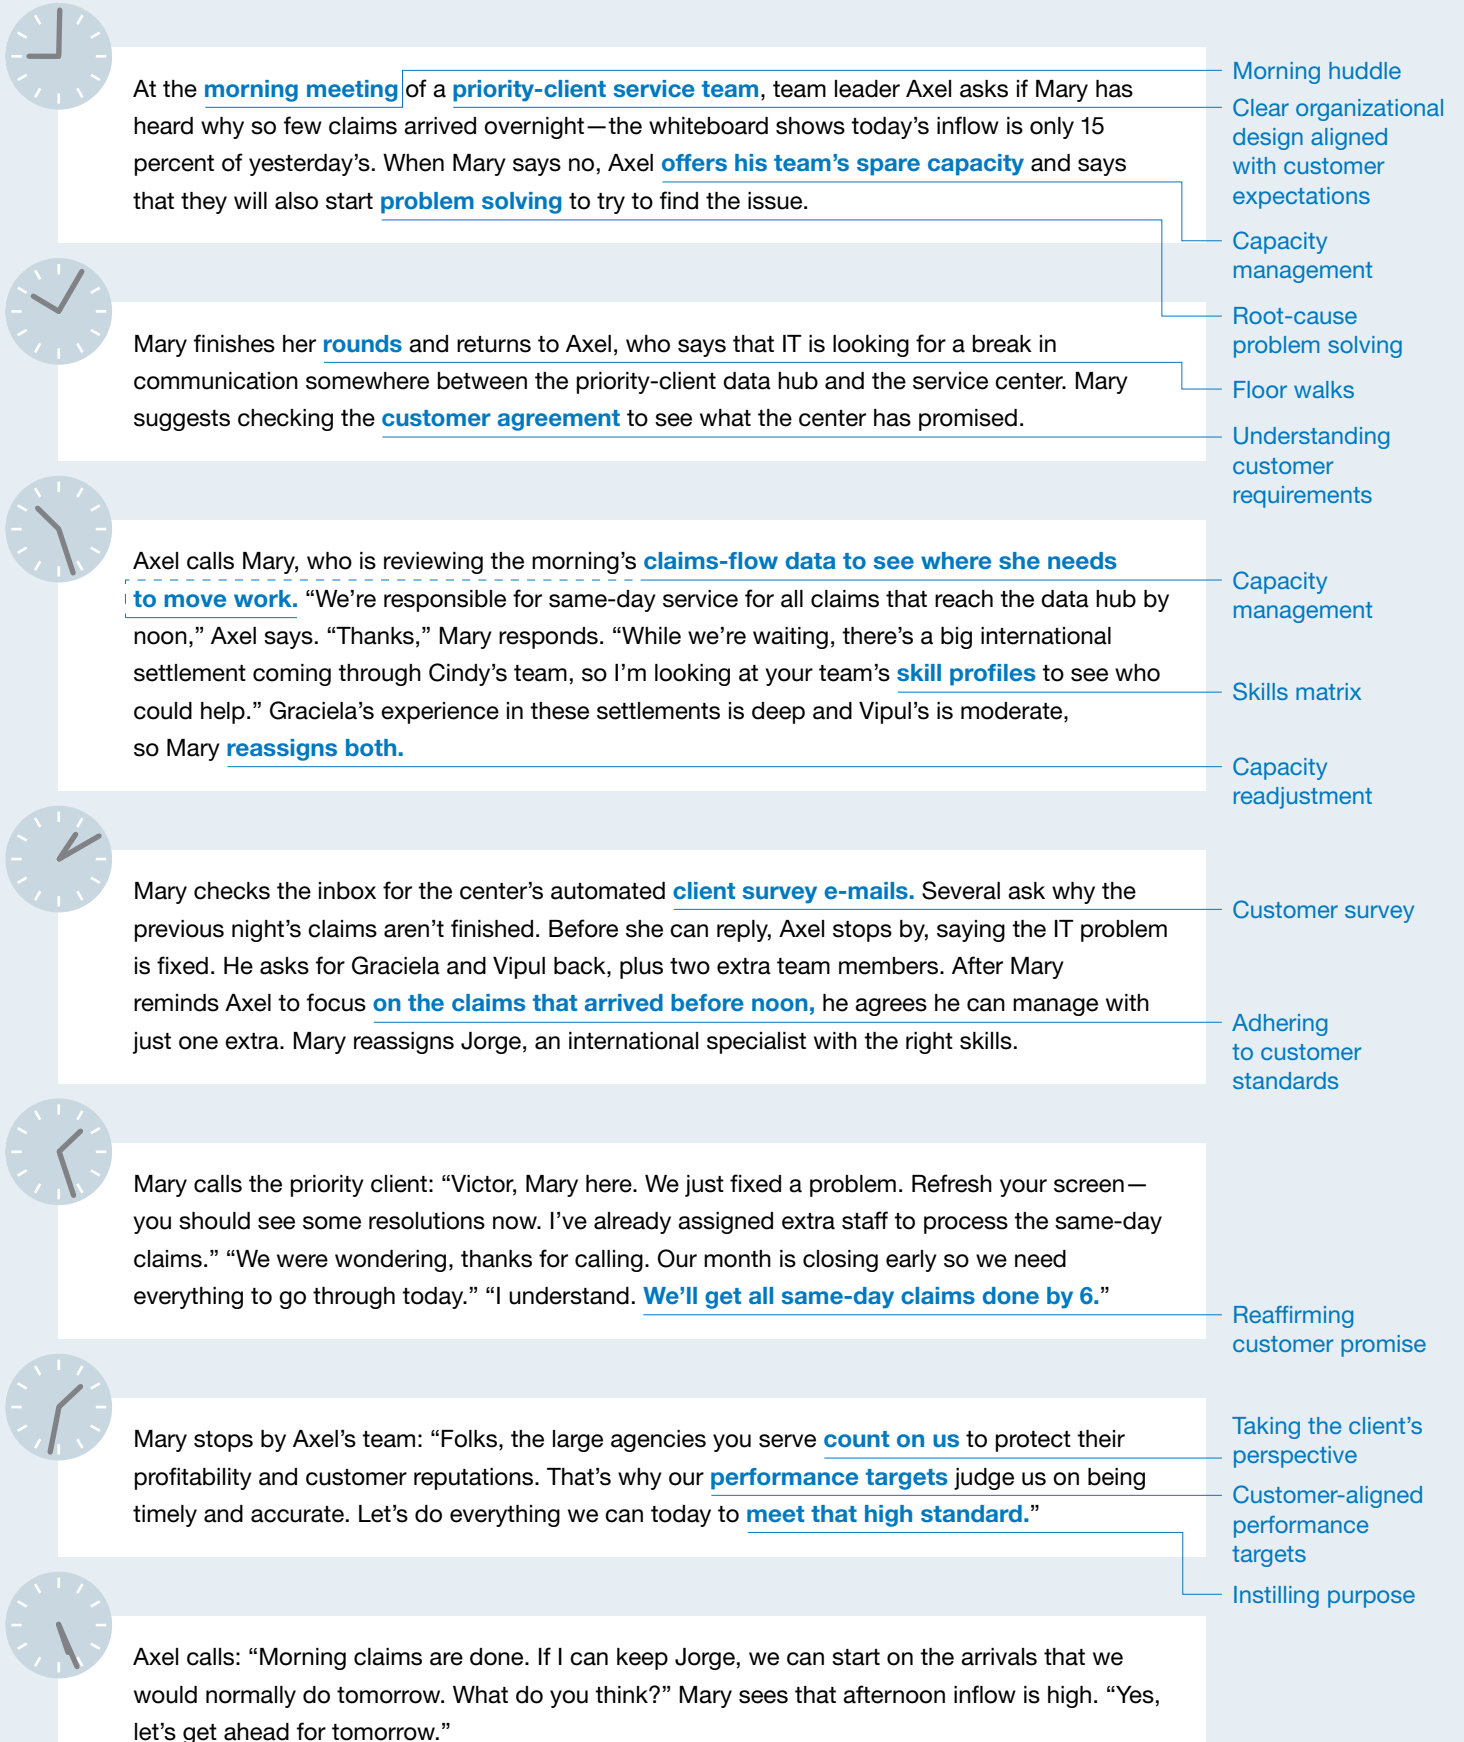 At the morning meeting of a priority-client service team, team leader Axel asks if Mary has
heard why so few claims arrived overnight—the whiteboard shows today’s inflow is only 15
percent of yesterday’s. When Mary says no, Axel offers his team’s spare capacity and says
that they will also start problem solving to try to find the issue.
Morning huddle
Clear organizational
design aligned
with customer
expectations
Capacity
management
Root-cause
problem solving
Mary finishes her rounds and returns to Axel, who says that IT is looking for a break in
communication somewhere between the priority-client data hub and the service center. Mary
suggests checking the customer agreement to see what the center has promised.
Floor walks
Understanding
customer
requirements
Axel calls Mary, who is reviewing the morning’s claims-flow data to see where she needs
to move work. “We’re responsible for same-day service for all claims that reach the data hub by
noon,” Axel says. “Thanks,” Mary responds. “While we’re waiting, there’s a big international
settlement coming through Cindy’s team, so I’m looking at your team’s skill profiles to see who
could help.” Graciela’s experience in these settlements is deep and Vipul’s is moderate,
so Mary reassigns both.
Capacity
management
Skills matrix
Capacity
readjustment
Mary checks the inbox for the center’s automated client survey e-mails. Several ask why the
previous night’s claims aren’t finished. Before she can reply, Axel stops by, saying the IT problem
is fixed. He asks for Graciela and Vipul back, plus two extra team members. After Mary
reminds Axel to focus on the claims that arrived before noon, he agrees he can manage with
just one extra. Mary reassigns Jorge, an international specialist with the right skills.
Customer survey
Adhering
to customer
standards
Mary calls the priority client: “Victor, Mary here. We just fixed a problem. Refresh your screen—
you should see some resolutions now. I’ve already assigned extra staff to process the same-day
claims.” “We were wondering, thanks for calling. Our month is closing early so we need
everything to go through today.” “I understand. We’ll get all same-day claims done by 6.”
Reaffirming
customer promise
Mary stops by Axel’s team: “Folks, the large agencies you serve count on us to protect their
profitability and customer reputations. That’s why our performance targets judge us on being
timely and accurate. Let’s do everything we can today to meet that high standard.”
Taking the client’s
perspective
Customer-aligned
performance
targets
Instilling purpose
Axel calls: “Morning claims are done. If I can keep Jorge, we can start on the arrivals that we
would normally do tomorrow. What do you think?” Mary sees that afternoon inflow is high. “Yes,
let’s get ahead for tomorrow.”